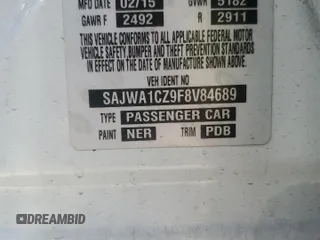 MFD DATE 02/15 GVWR 5182
GAWR F 2492 R 2911
THIS VEHICLE CONFORMS TO ALL APPLICABLE FEDERAL MOTOR
VEHICLE SAFETY, BUMPER AND THEFT PREVENTION STANDARDS
IN EFFECT ON THE DATE OF MANUFACTURE SHOWN ABOVE
VEH IDENT NO
SAJWA1CZ9F8V84689
TYPE PASSENGER CAR
PAINT NER TRIM PDB
DREAMBID